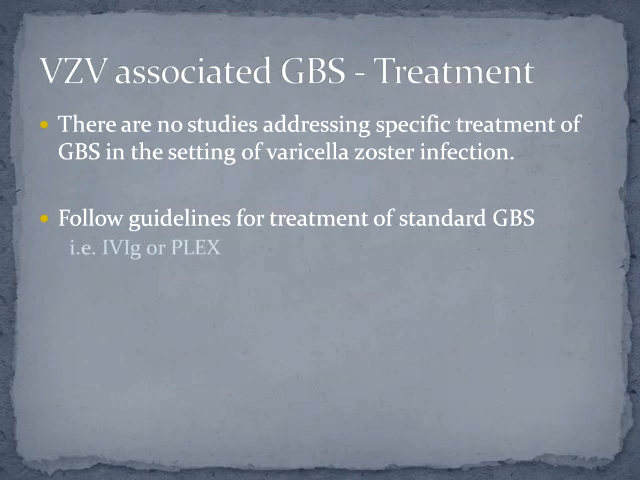 VZV associated GBS - Treatment
• There are no studies addressing specific treatment of
GBS in the setting of varicella zoster infection.
• Follow guidelines for treatment of standard GBS
i.e. IVIg or PLEX